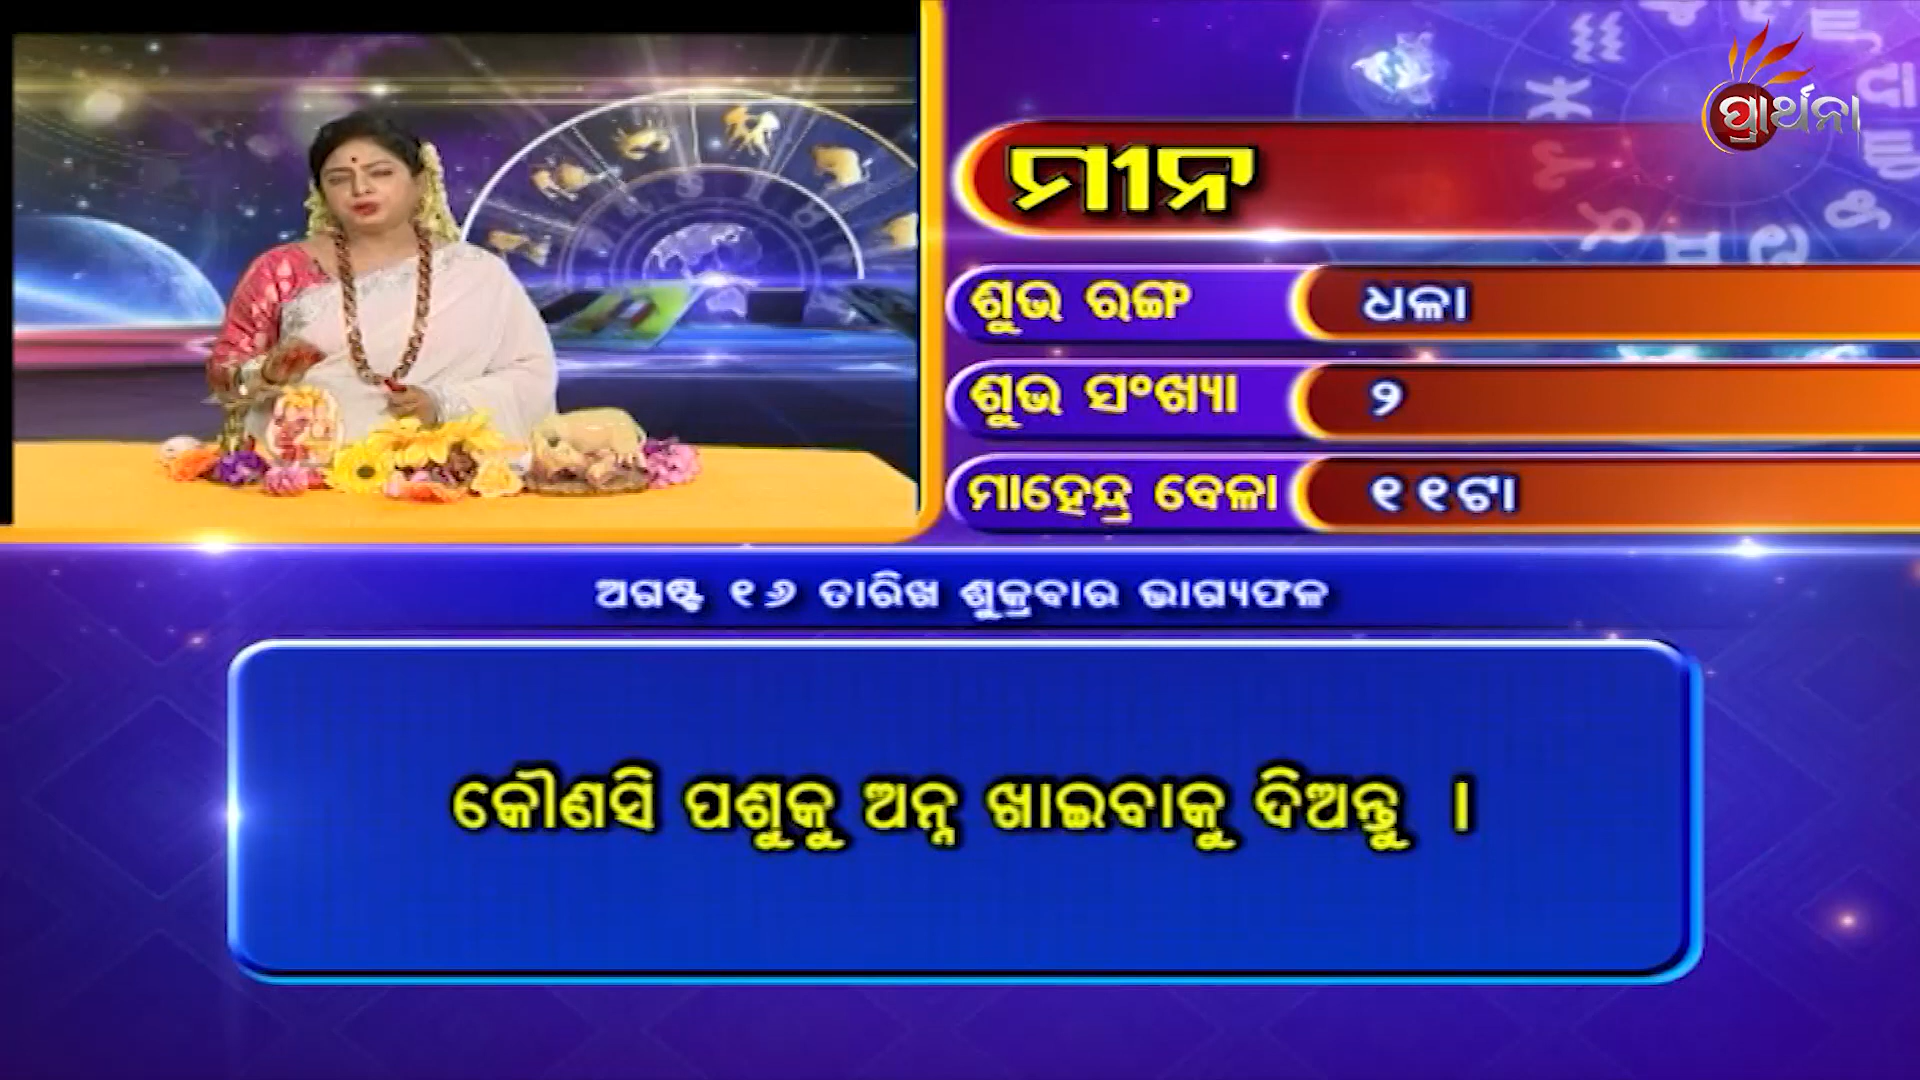 ପ୍ରାର୍ଥନା
ମୀନ
ଶୁଭ ରଙ୍ଗ ଧଳା
ଶୁଭ ସଂଖ୍ୟା ୨
ମାହେନ୍ଦ୍ର ବେଳା ୧୧ଟା
ଅଗଷ୍ଟ ୧୬ ତାରିଖ ଶୁକ୍ରବାର ଭାଗ୍ୟଫଳ
କୌଣସି ପଶୁକୁ ଅନ୍ନ ଖାଇବାକୁ ଦିଅନ୍ତୁ ।